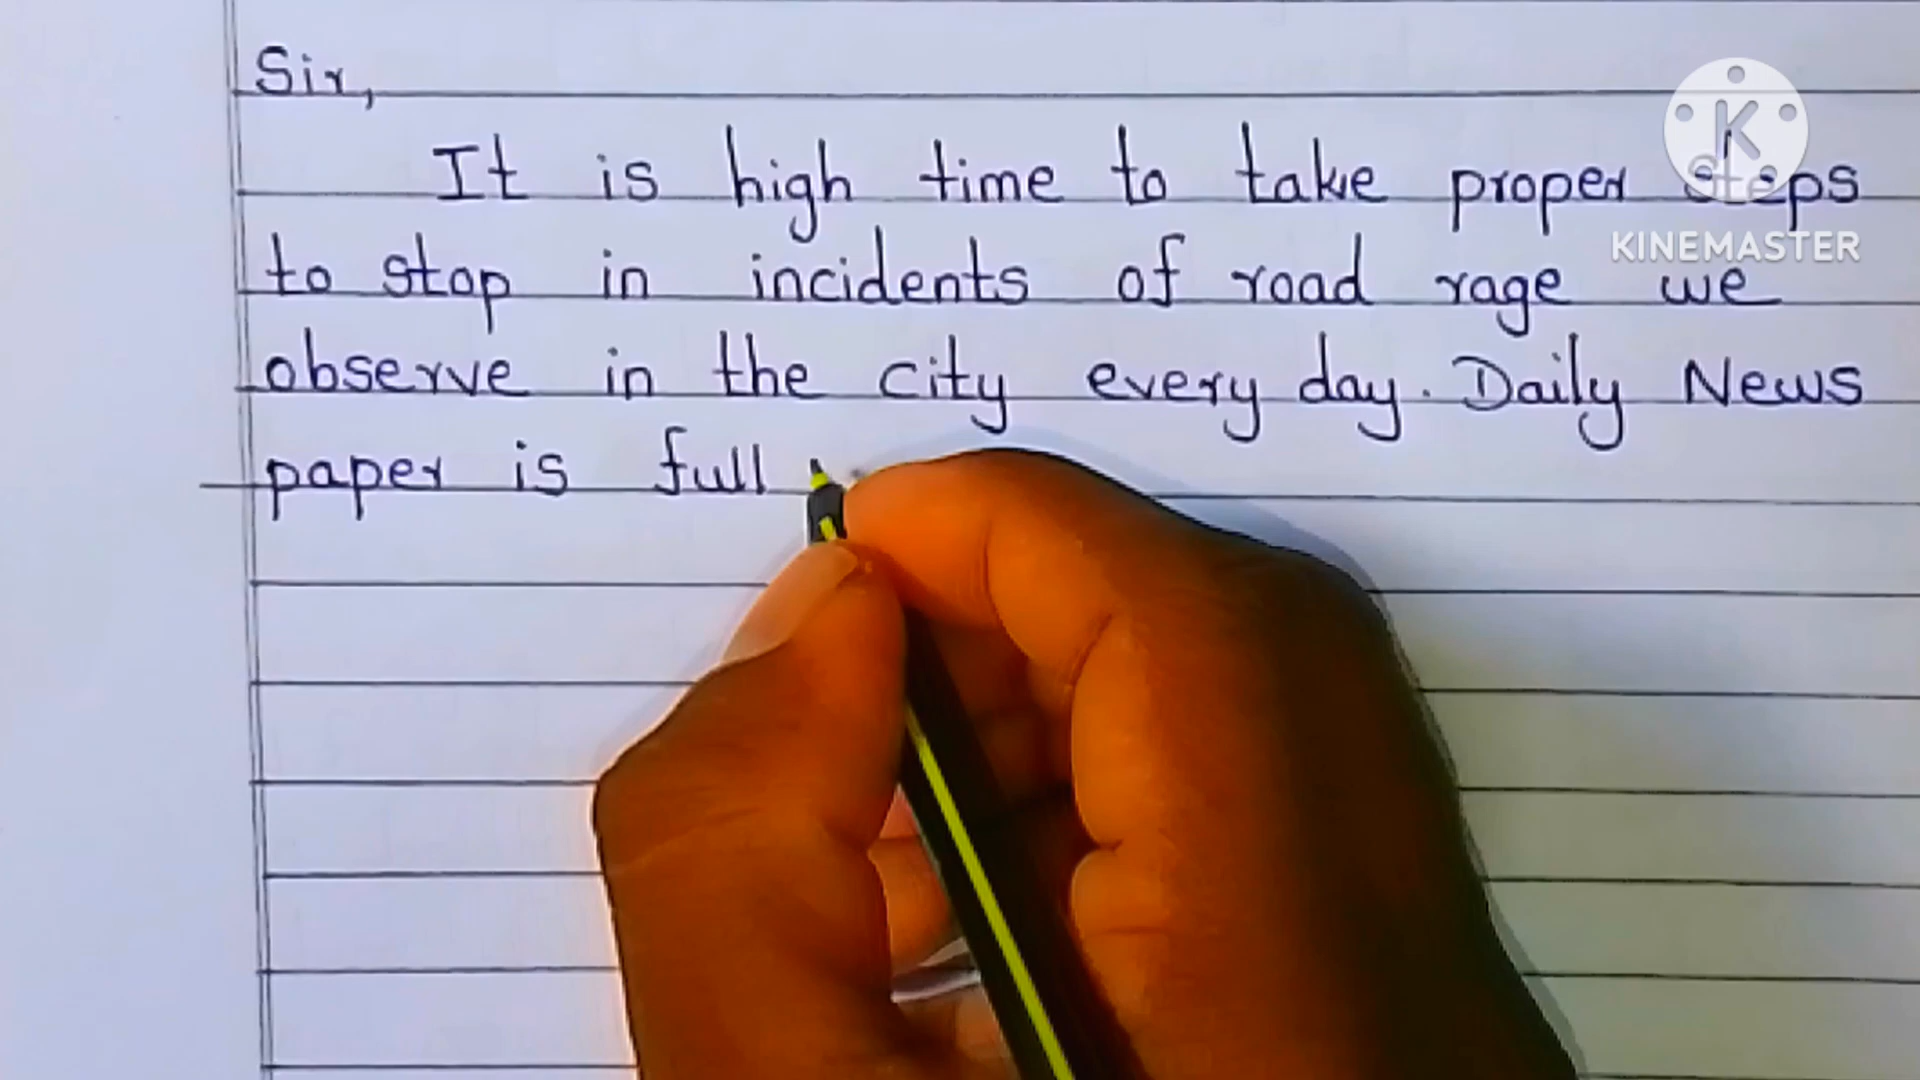 Sir,
It is high time to take proper steps
KINEMASTER
to stop in incidents of road rage we
observe in the city every day. Daily News
paper is full